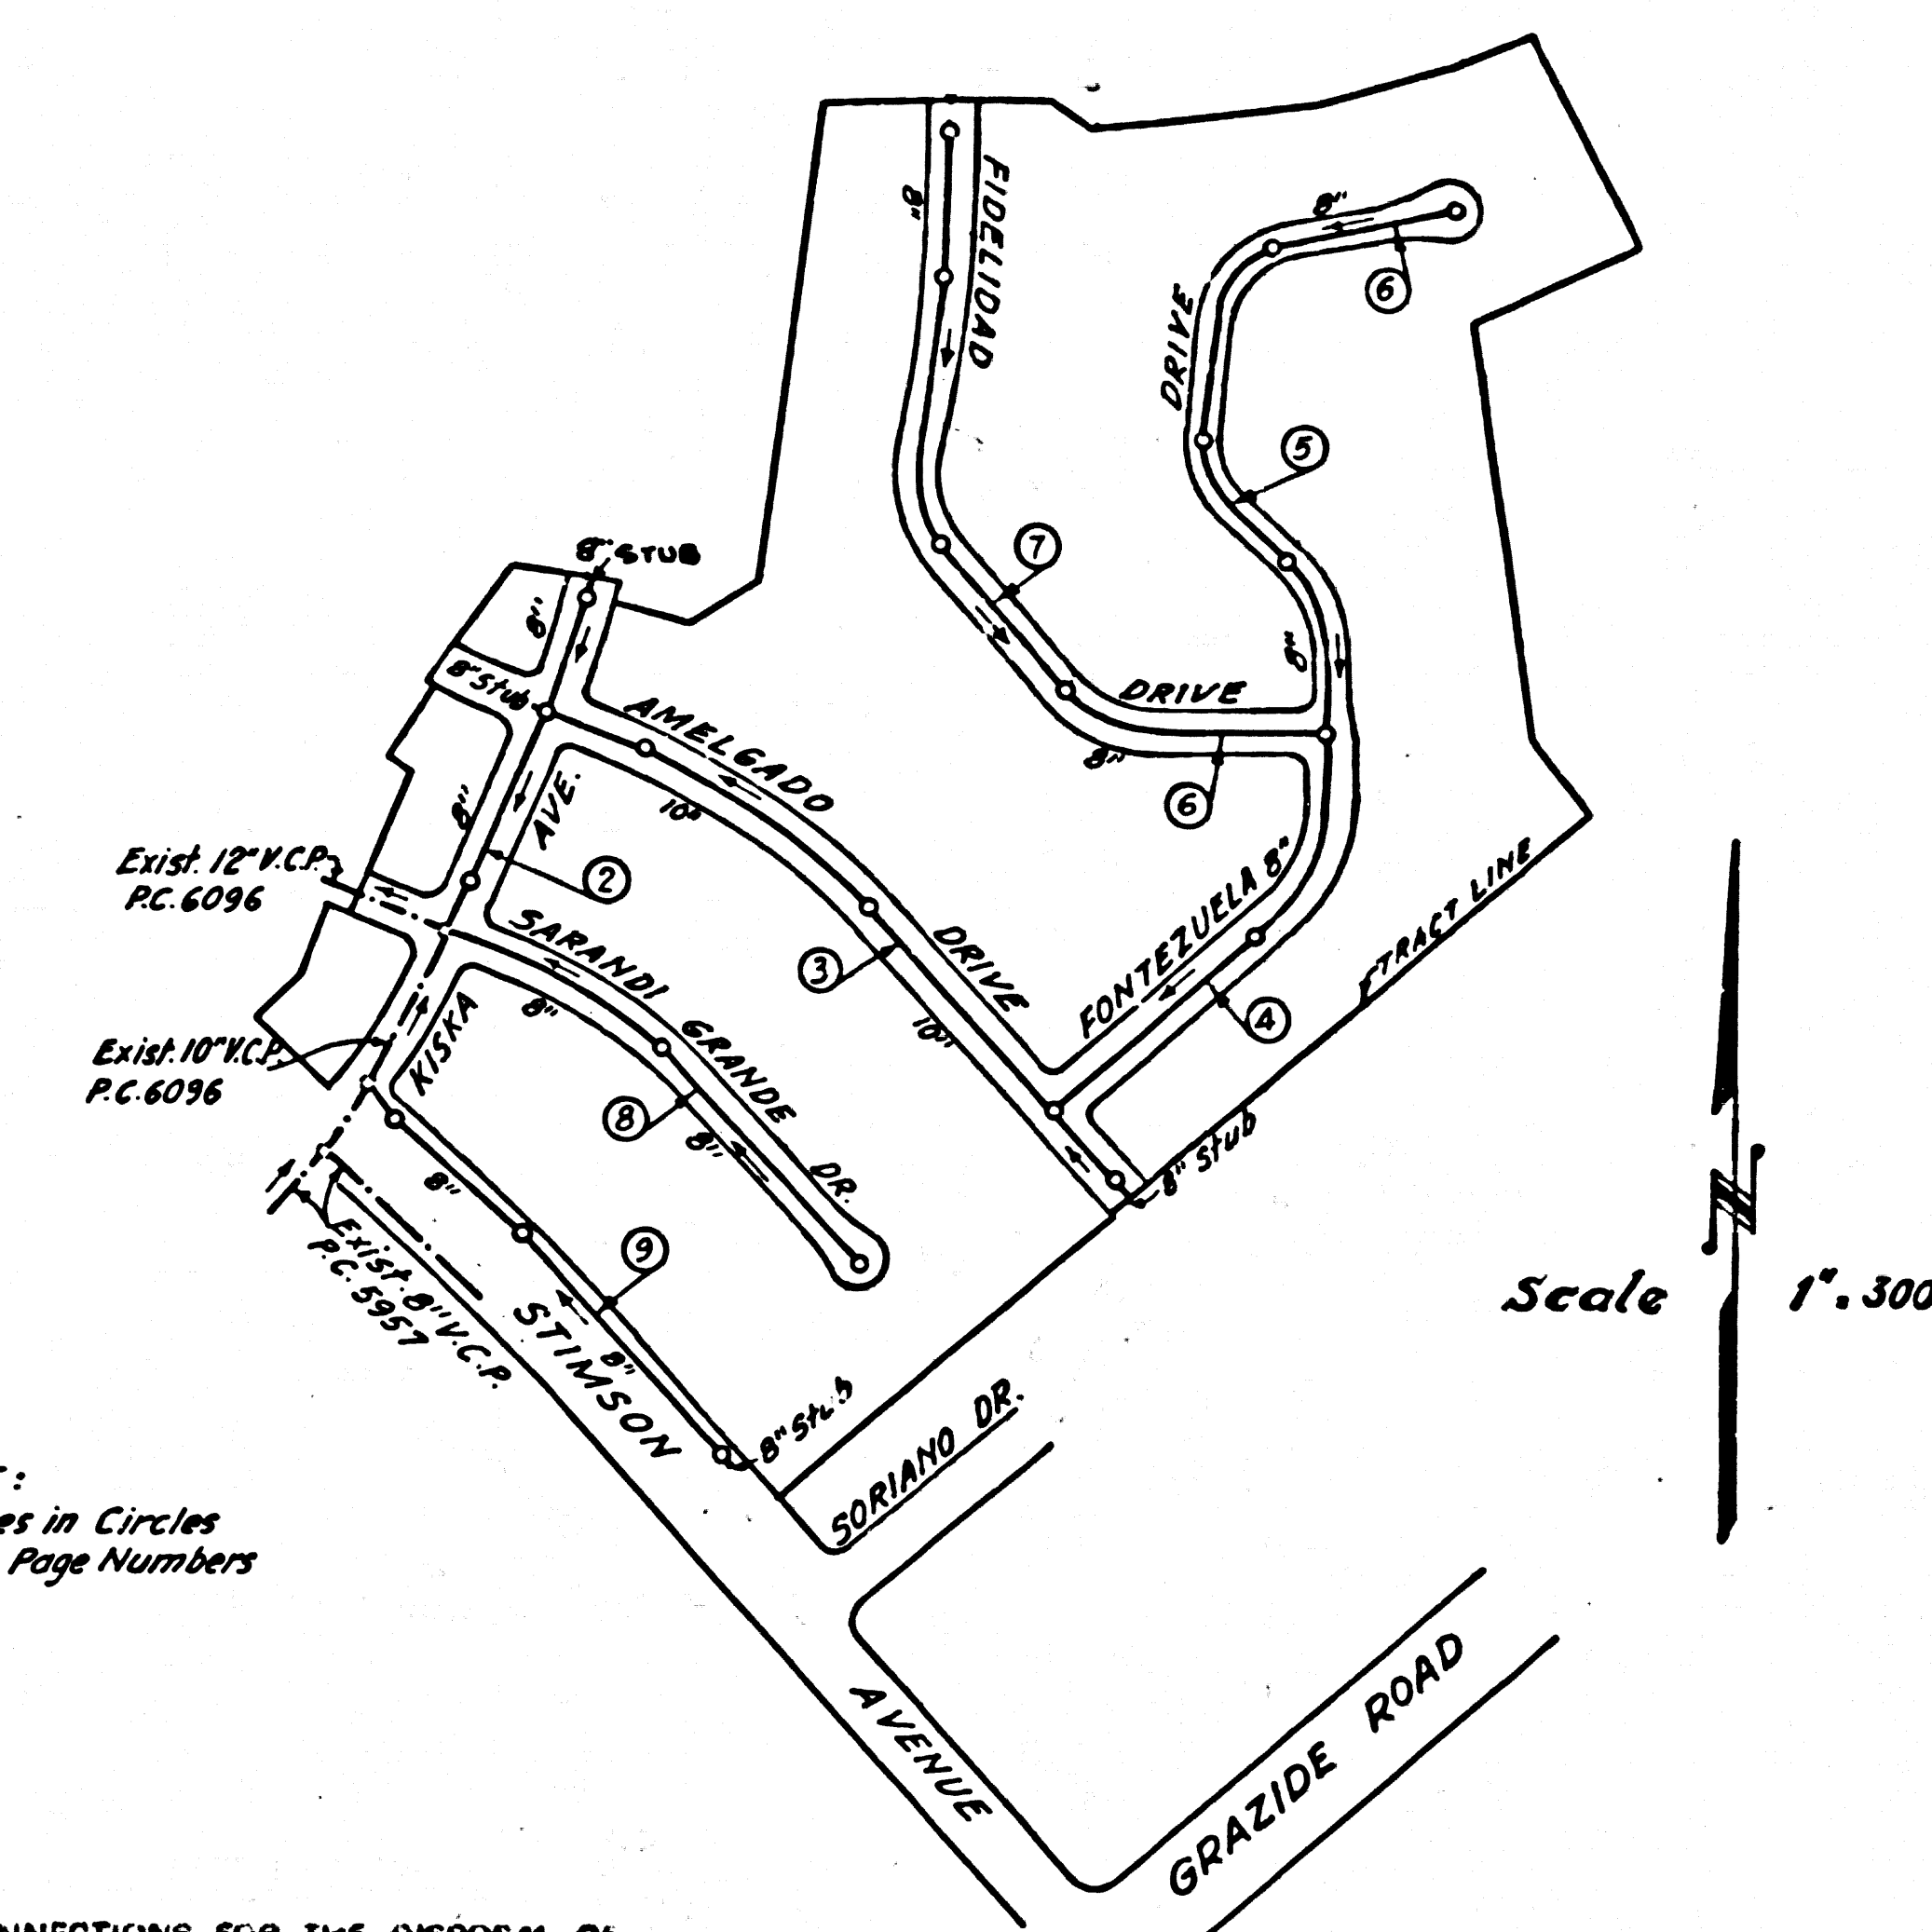 8"
FIDELIDAD
8"
6
DRIVE
5
7
8" STUB
8"
8" Stub
8"
DRIVE
AMELGADO
8"
10"
6
8"
AVE.
Exist. 12" V.C.P.
P.C. 6096
2
SARANDI
3
DRIVE
FONTEZUELA 8"
TRACT LINE
8"
GRANDE
10"
4
KISKA
Exist. 10" V.C.P.
P.C. 6096
8
8"
8" Stub
DR.
8"
9
Exist. 8" V.C.P.
P.C. 5957
STIMSON
8"
8" Stub
Scale 1" = 300
SORIANO DR.
es in Circles
Page Numbers
AVENUE
GRAZIDE ROAD